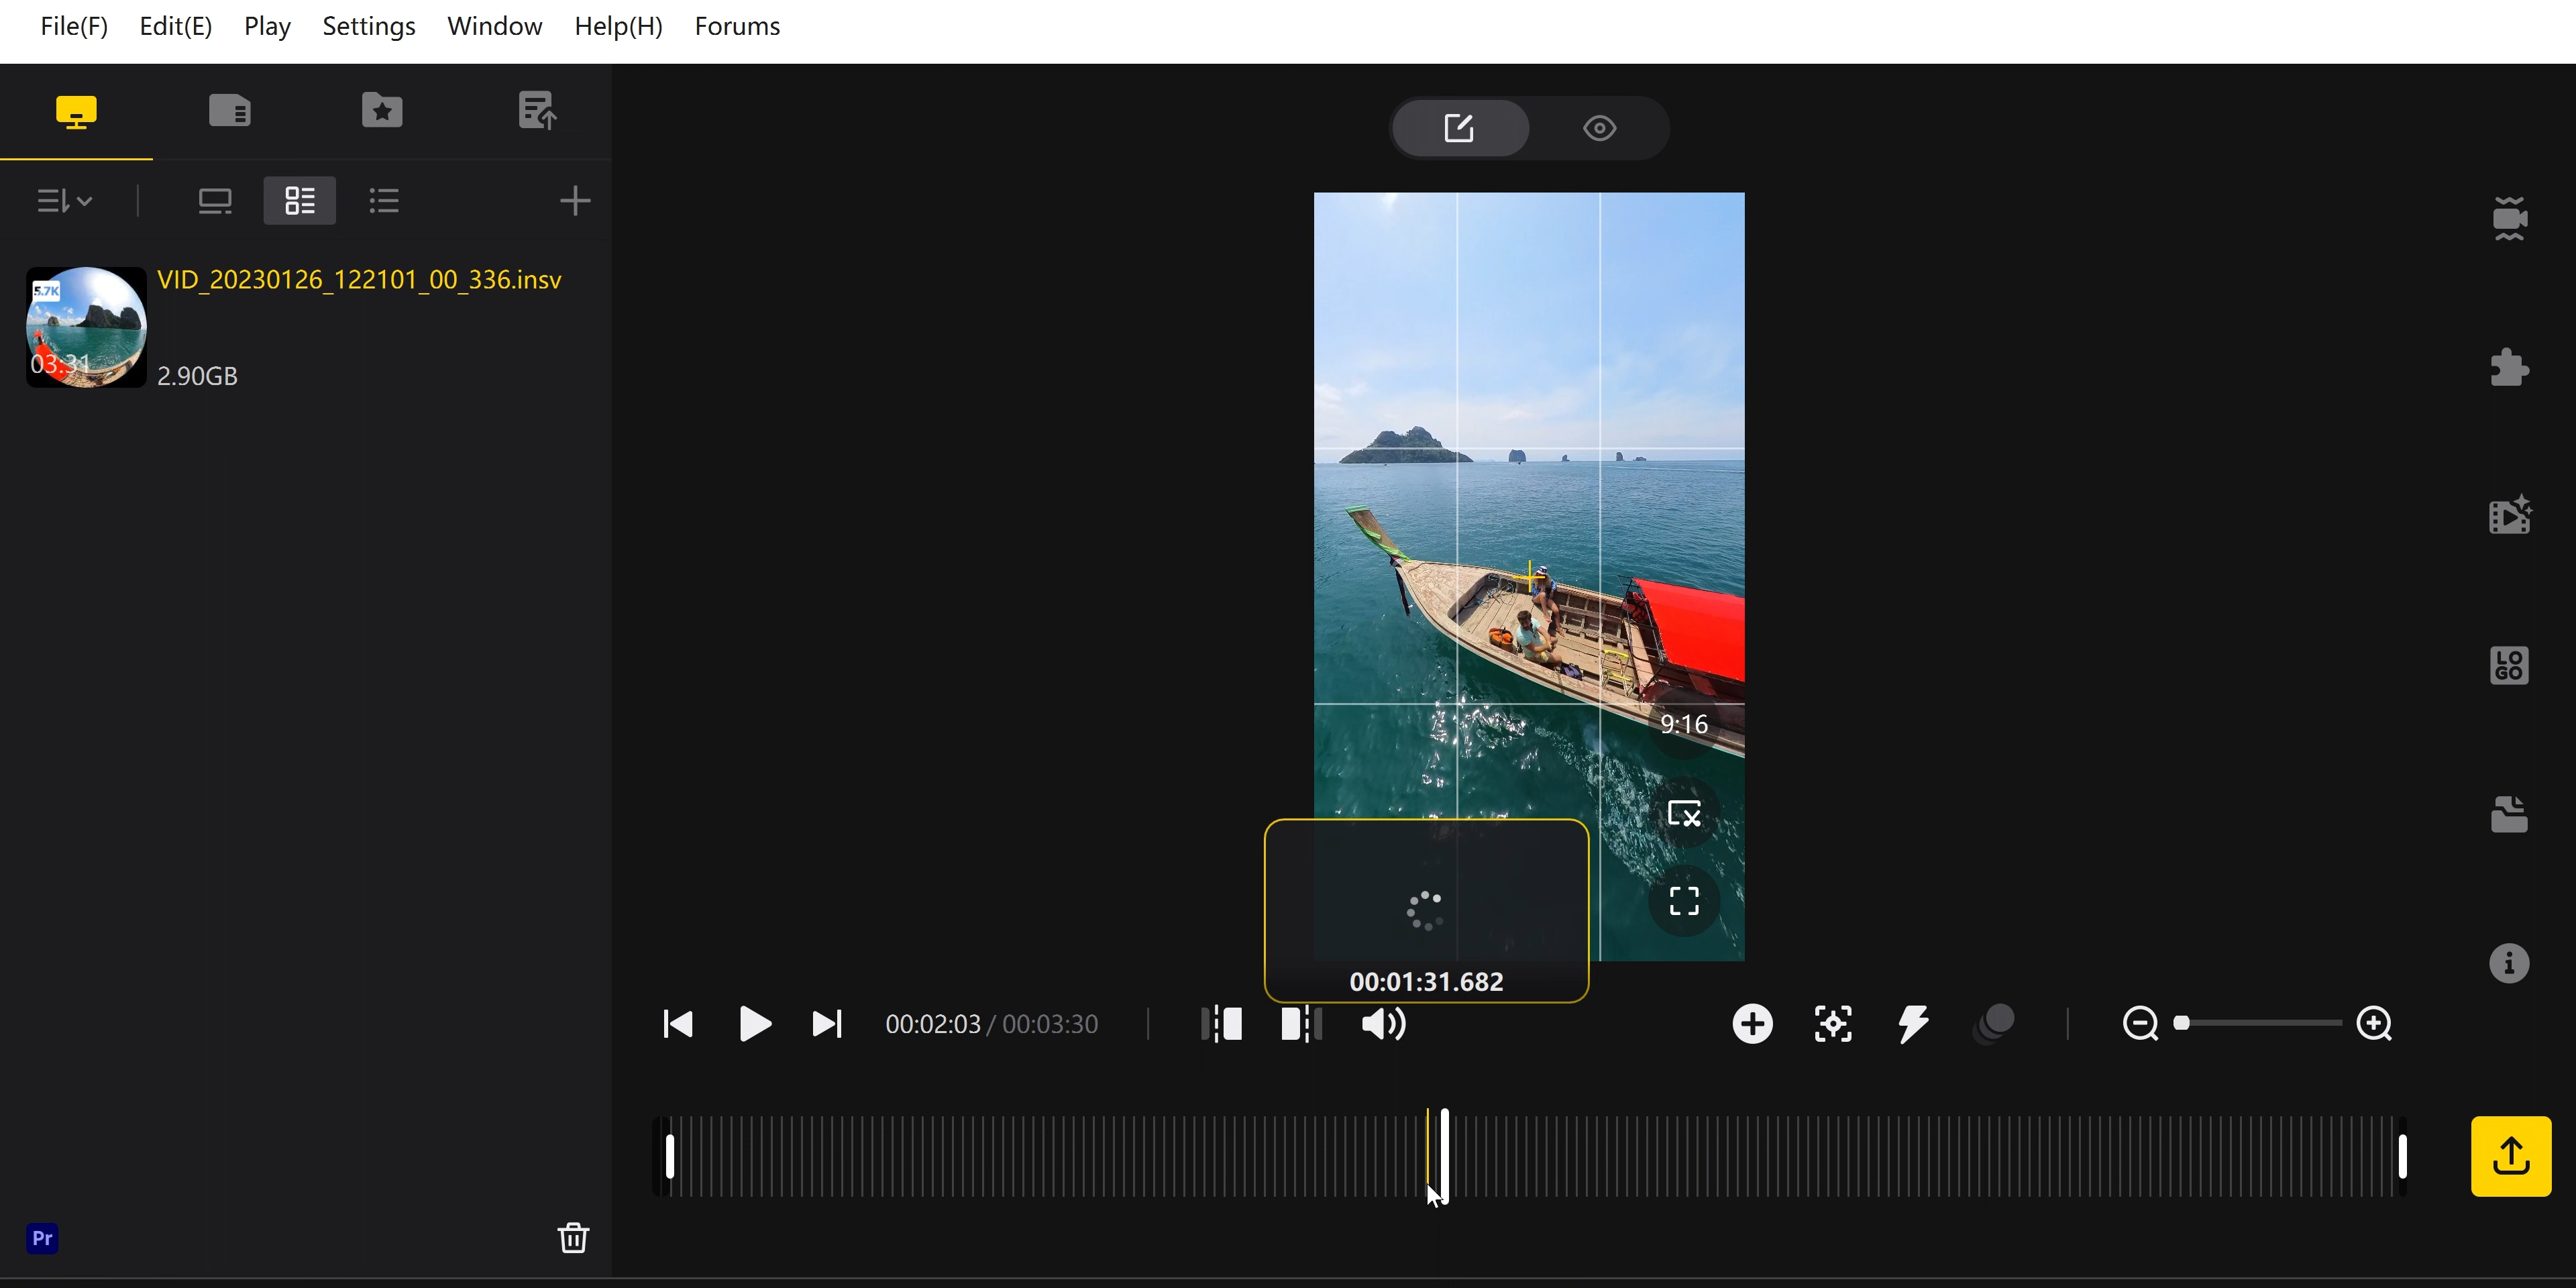 File(F) Edit(E) Play Settings Window Help(H) Forums
5.7K
VID_20230126_122101_00_336.insv
03:31
2.90GB
LO
GO
9:16
00:01:31.682
00:02:03 / 00:03:30
Pr